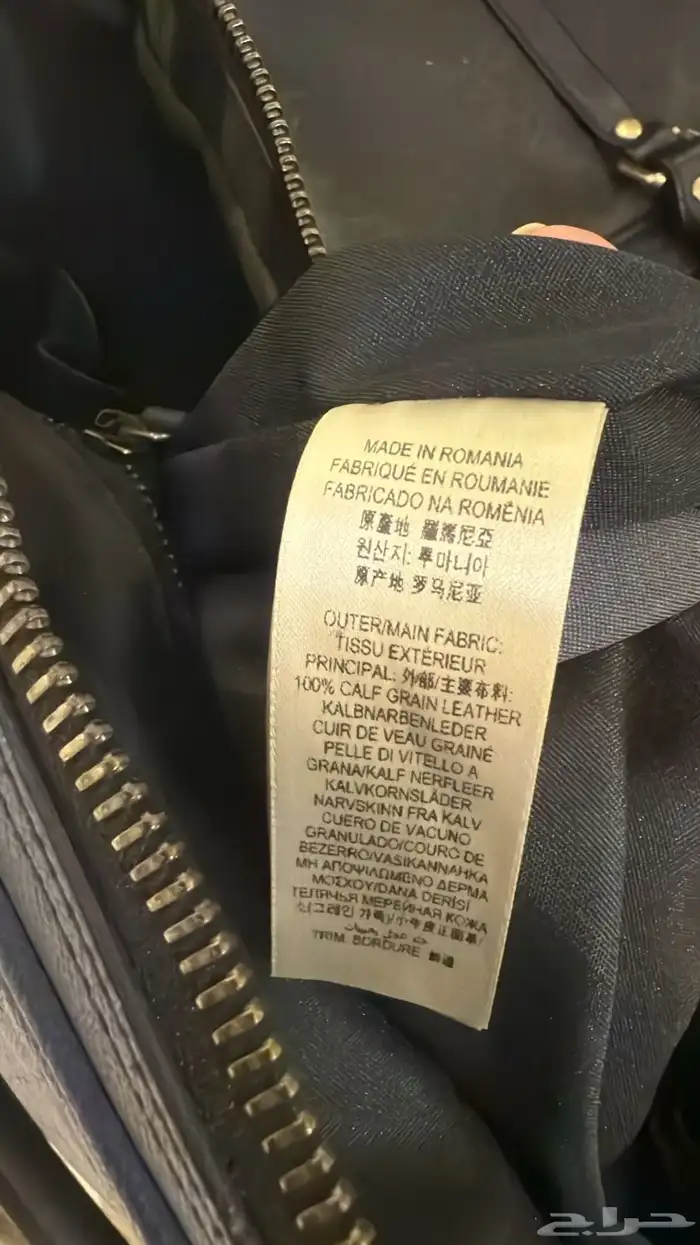 MADE IN ROMANIA
FABRIQUÉ EN ROUMANIE
FABRICADO NA ROMÊNIA
原產地 羅馬尼亞
원산지: 루마니아
原产地 罗马尼亚
OUTER/MAIN FABRIC:
TISSU EXTÉRIEUR
PRINCIPAL: 外部/主要布料:
100% CALF GRAIN LEATHER
KALBNARBENLEDER
CUIR DE VEAU GRAINÉ
PELLE DI VITELLO A
GRANA/KALF NERFLEER
KALVKORNSLÄDER
NARVSKINN FRA KALV
CUERO DE VACUNO
GRANULADO/COURO DE
BEZERRO/VASIKANNAHKA
ΜΗ ΑΠΟΨΙΛΩΜΕΝΟ ΔΕΡΜΑ
ΜΟΣΧΟΥ/DANA DERİSİ
ТЕЛЯЧЬЯ МЕРЕЙНАЯ КОЖА
TRIM: BORDURE
حراج